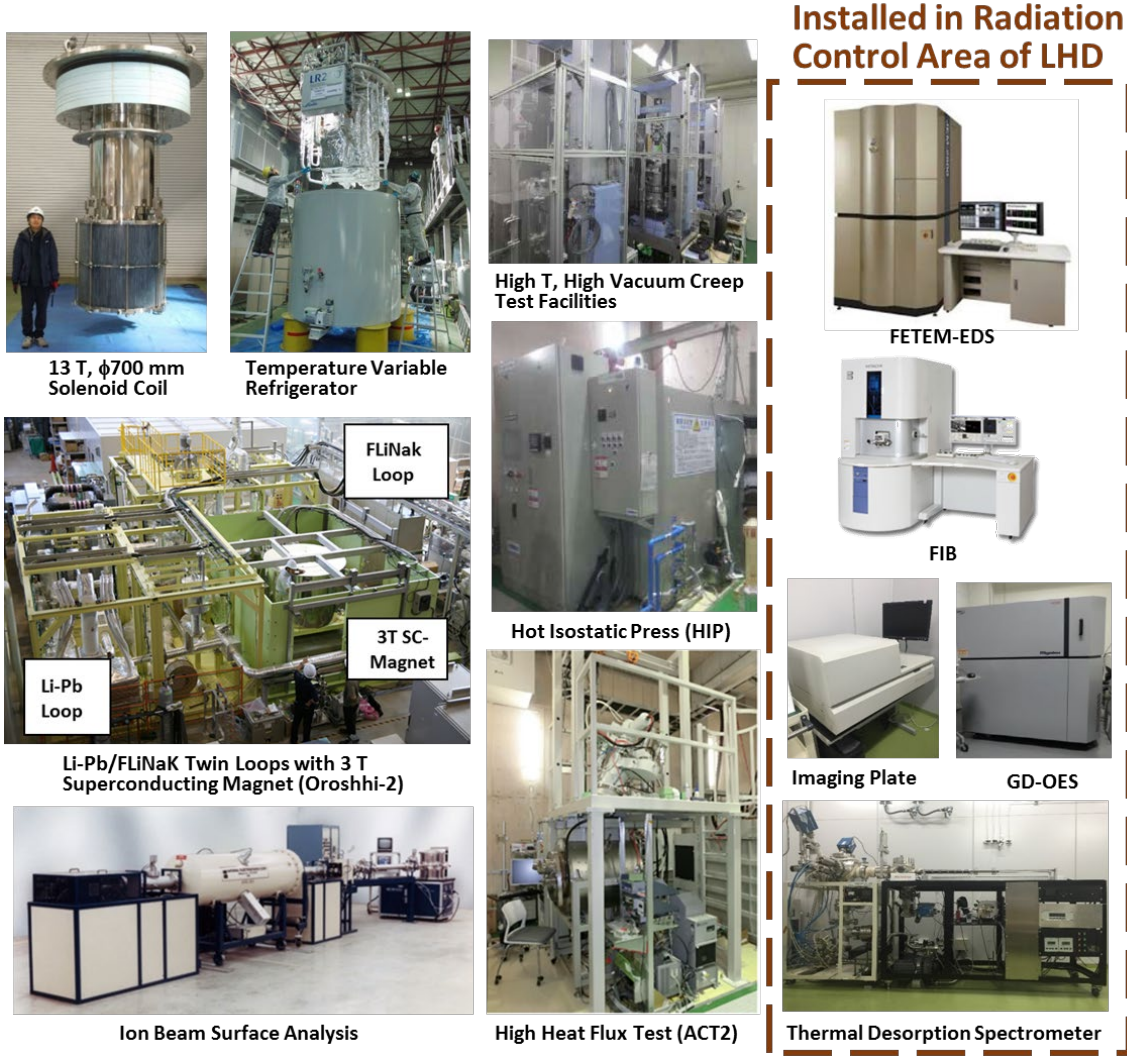 Installed in Radiation
Control Area of LHD
LR2
13 T, ϕ700 mm
Solenoid Coil
Temperature Variable
Refrigerator
High T, High Vacuum Creep
Test Facilities
FETEM-EDS
FLiNak
Loop
3T SC-
Magnet
Li-Pb
Loop
Li-Pb/FLiNaK Twin Loops with 3 T
Superconducting Magnet (Oroshhi-2)
Hot Isostatic Press (HIP)
FIB
Imaging Plate
GD-OES
Ion Beam Surface Analysis
High Heat Flux Test (ACT2)
Thermal Desorption Spectrometer